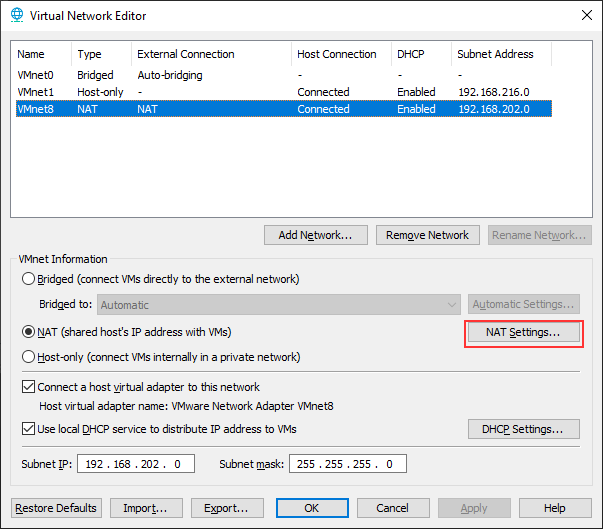 Virtual Network Editor
Name Type External Connection Host Connection DHCP Subnet Address
VMnet0 Bridged Auto-bridging - - -
VMnet1 Host-only - Connected Enabled 192.168.216.0
VMnet8 NAT NAT Connected Enabled 192.168.202.0
Add Network... Remove Network Rename Network...
VMnet Information
Bridged (connect VMs directly to the external network)
Bridged to: Automatic Automatic Settings...
NAT (shared host's IP address with VMs) NAT Settings...
Host-only (connect VMs internally in a private network)
Connect a host virtual adapter to this network
Host virtual adapter name: VMware Network Adapter VMnet8
Use local DHCP service to distribute IP address to VMs DHCP Settings...
Subnet IP: 192 . 168 . 202 . 0 Subnet mask: 255 . 255 . 255 . 0
Restore Defaults Import... Export... OK Cancel Apply Help